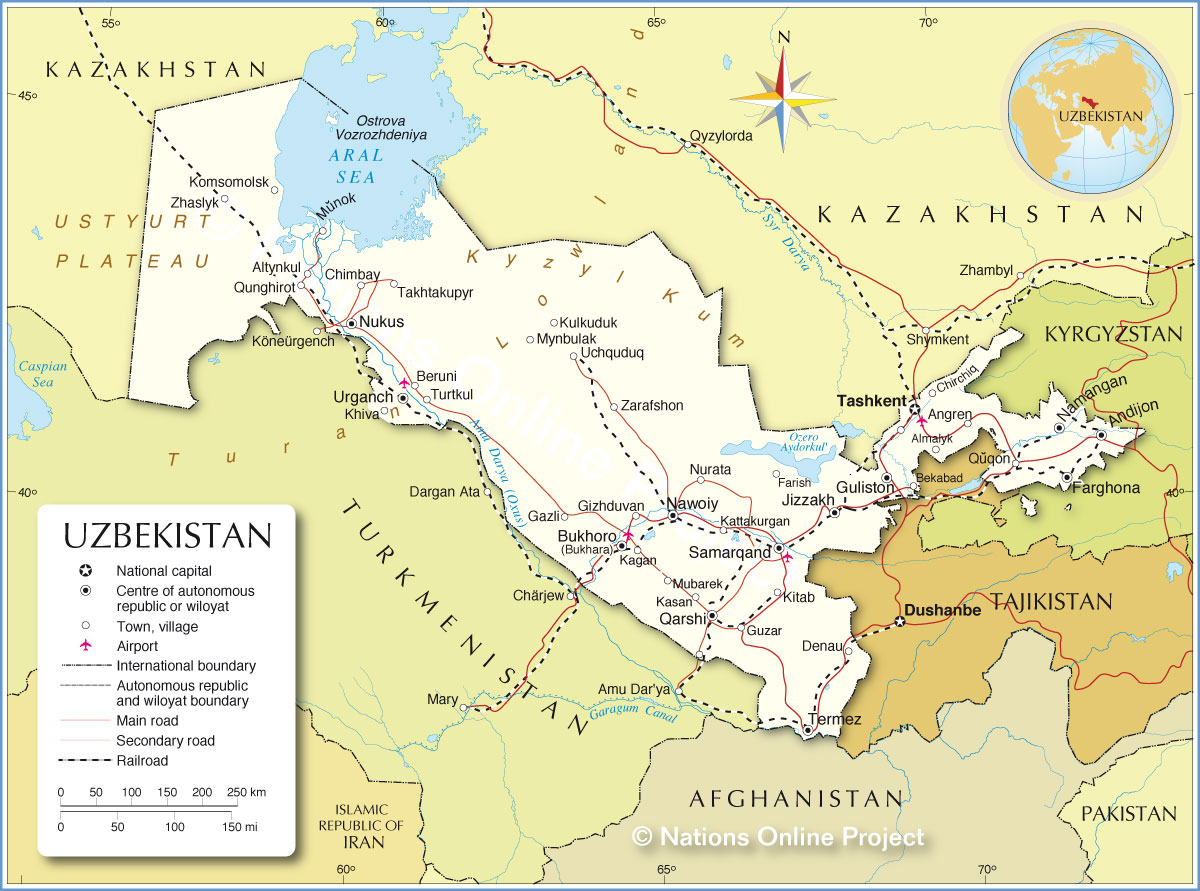 55°
60°
65°
70°
N
KAZAKHSTAN
45°
Ostrova
Vozrozhdeniya
ARAL
SEA
UZBEKISTAN
Qyzylorda
Komsomolsk
Zhaslyk
Mŭnok
KAZAKHSTAN
USTYURT
PLATEAU
Syr Darya
Kyzyl Kum
Lowland
Zhambyl
Altynkul
Chimbay
Qunghirot
Takhtakupyr
Nukus
Köneürgench
Kulkuduk
Mynbulak
Uchquduq
Shymkent
KYRGYZSTAN
Caspian
Sea
Beruni
Urganch
Turtkul
Khiva
Zarafshon
Chirchiq
Tashkent
Namangan
Angren
Andijon
Almalyk
Turan
Amu Darya (Oxus)
Ozero
Aydorkul'
Qŭqon
Nurata
Farish
Bekabad
Guliston
Farghona
40°
40°
Dargan Ata
Gizhduvan
Nawoiy
Jizzakh
Gazli
Kattakurgan
Bukhoro
(Bukhara)
Samarqand
Kagan
TURKMENISTAN
Mubarek
Chärjew
Kasan
Kitab
Qarshi
Guzar
Dushanbe
TAJIKISTAN
Denau
Mary
Amu Dar'ya
Garagum Canal
Termez
UZBEKISTAN
National capital
Centre of autonomous
republic or wiloyat
Town, village
Airport
International boundary
Autonomous republic
and wiloyat boundary
Main road
Secondary road
Railroad
0 50 100 150 200 250 km
0 50 100 150 mi
ISLAMIC
REPUBLIC OF
IRAN
AFGHANISTAN
PAKISTAN
© Nations Online Project
60°
65°
70°